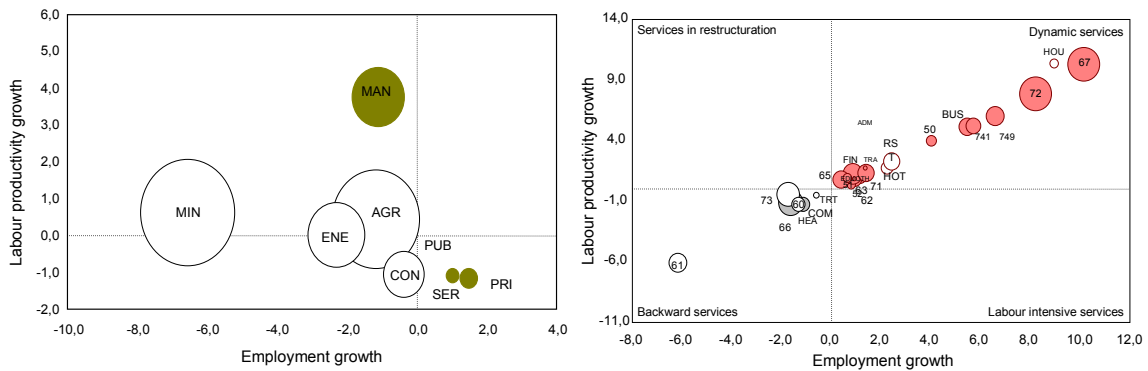 6,0
5,0
4,0
3,0
2,0
1,0
0,0
-1,0
-2,0
Labour productivity growth
MAN
MIN
AGR
ENE
PUB
CON
SER
PRI
-10,0 -8,0 -6,0 -4,0 -2,0 0,0 2,0 4,0
Employment growth
14,0
9,0
4,0
-1,0
-6,0
-11,0
Labour productivity growth
Services in restructuration
Dynamic services
HOU
67
72
ADM
BUS
741 749
50
RS
T
FIN
TRA
65
HOT
71
63
62
TRT
73
60
COM
HEA
66
61
Backward services
Labour intensive services
-8,0 -6,0 -4,0 -2,0 0,0 2,0 4,0 6,0 8,0 10,0 12,0
Employment growth